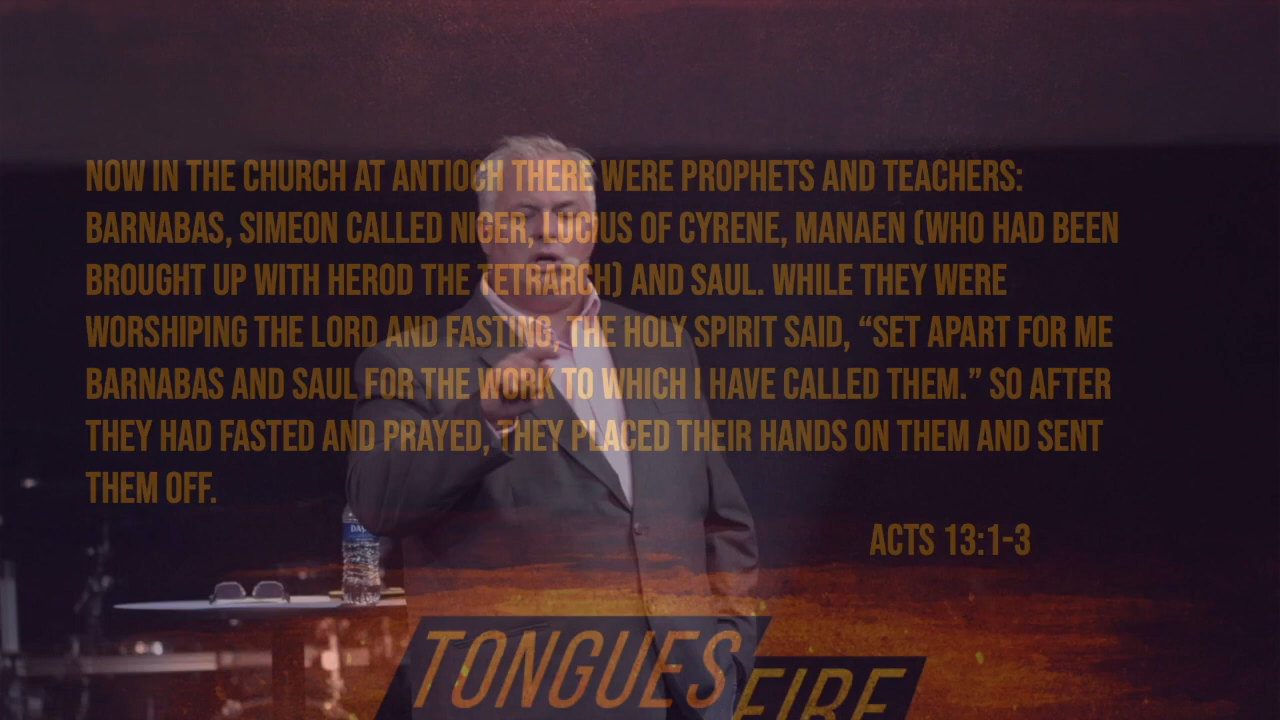 NOW IN THE CHURCH AT ANTIOCH THERE WERE PROPHETS AND TEACHERS:
BARNABAS, SIMEON CALLED NIGER, LUCIUS OF CYRENE, MANAEN (WHO HAD BEEN
BROUGHT UP WITH HEROD THE TETRARCH) AND SAUL. WHILE THEY WERE
WORSHIPING THE LORD AND FASTING, THE HOLY SPIRIT SAID, “SET APART FOR ME
BARNABAS AND SAUL FOR THE WORK TO WHICH I HAVE CALLED THEM.” SO AFTER
THEY HAD FASTED AND PRAYED, THEY PLACED THEIR HANDS ON THEM AND SENT
THEM OFF.
ACTS 13:1-3
TONGUES
FIRE